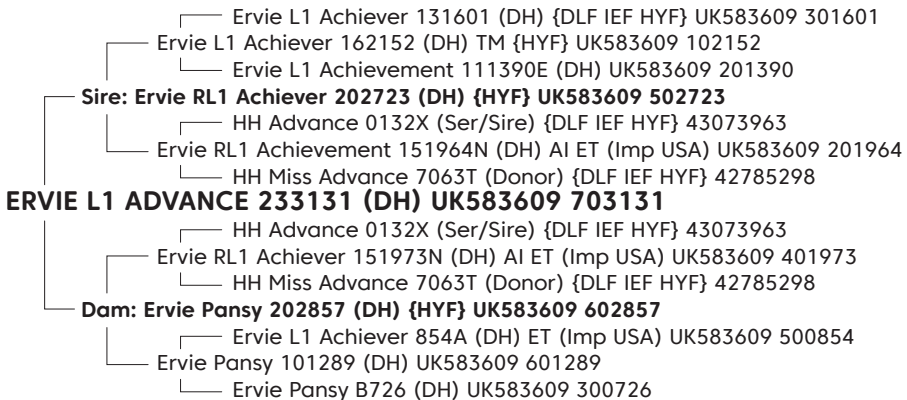 Ervie L1 Achiever 131601 (DH) {DLF IEF HYF} UK583609 301601
Ervie L1 Achiever 162152 (DH) TM {HYF} UK583609 102152
Ervie L1 Achievement 111390E (DH) UK583609 201390
Sire: Ervie RL1 Achiever 202723 (DH) {HYF} UK583609 502723
HH Advance 0132X (Ser/Sire) {DLF IEF HYF} 43073963
Ervie RL1 Achievement 151964N (DH) AI ET (Imp USA) UK583609 201964
HH Miss Advance 7063T (Donor) {DLF IEF HYF} 42785298
ERVIE L1 ADVANCE 233131 (DH) UK583609 703131
HH Advance 0132X (Ser/Sire) {DLF IEF HYF} 43073963
Ervie RL1 Achiever 151973N (DH) AI ET (Imp USA) UK583609 401973
HH Miss Advance 7063T (Donor) {DLF IEF HYF} 42785298
Dam: Ervie Pansy 202857 (DH) {HYF} UK583609 602857
Ervie L1 Achiever 854A (DH) ET (Imp USA) UK583609 500854
Ervie Pansy 101289 (DH) UK583609 601289
Ervie Pansy B726 (DH) UK583609 300726